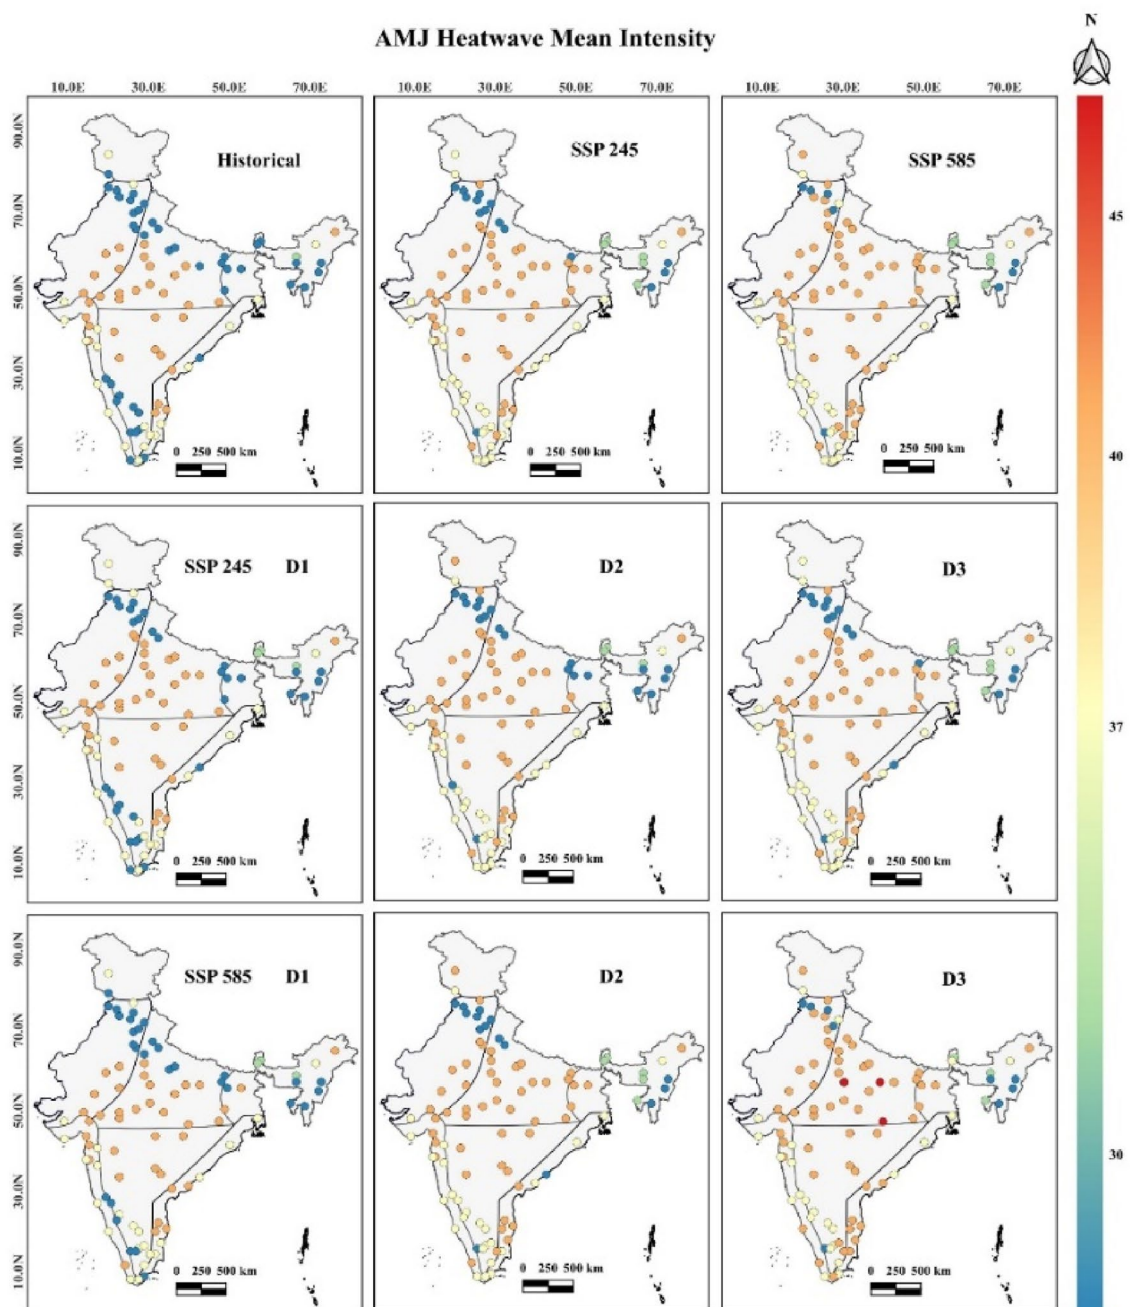 AMJ Heatwave Mean Intensity
N
10.0E 30.0E 50.0E 70.0E 10.0E 30.0E 50.0E 70.0E 10.0E 30.0E 50.0E 70.0E
90.0N
70.0N
50.0N
30.0N
10.0N
Historical
SSP 245
SSP 585
0 250 500 km
0 250 500 km
0 250 500 km
90.0N
70.0N
50.0N
30.0N
10.0N
SSP 245 D1
D2
D3
0 250 500 km
0 250 500 km
0 250 500 km
90.0N
70.0N
50.0N
30.0N
10.0N
SSP 585 D1
D2
D3
0 250 500 km
0 250 500 km
0 250 500 km
45
40
37
30